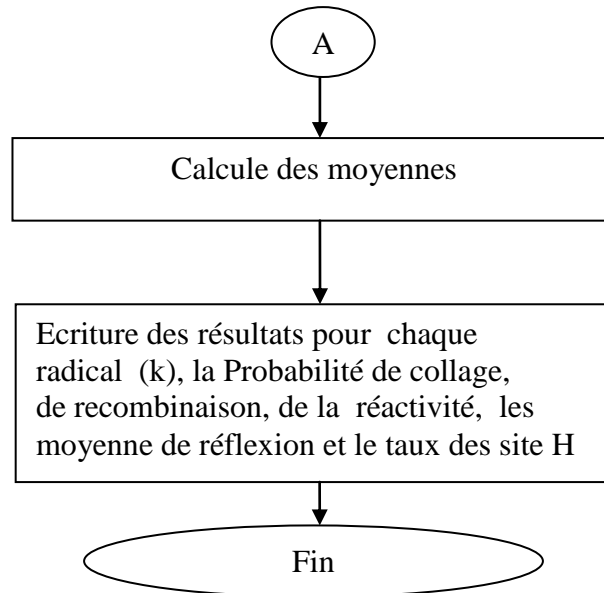 A
Calcule des moyennes
Ecriture des résultats pour chaque
radical (k), la Probabilité de collage,
de recombinaison, de la réactivité, les
moyenne de réflexion et le taux des site H
Fin